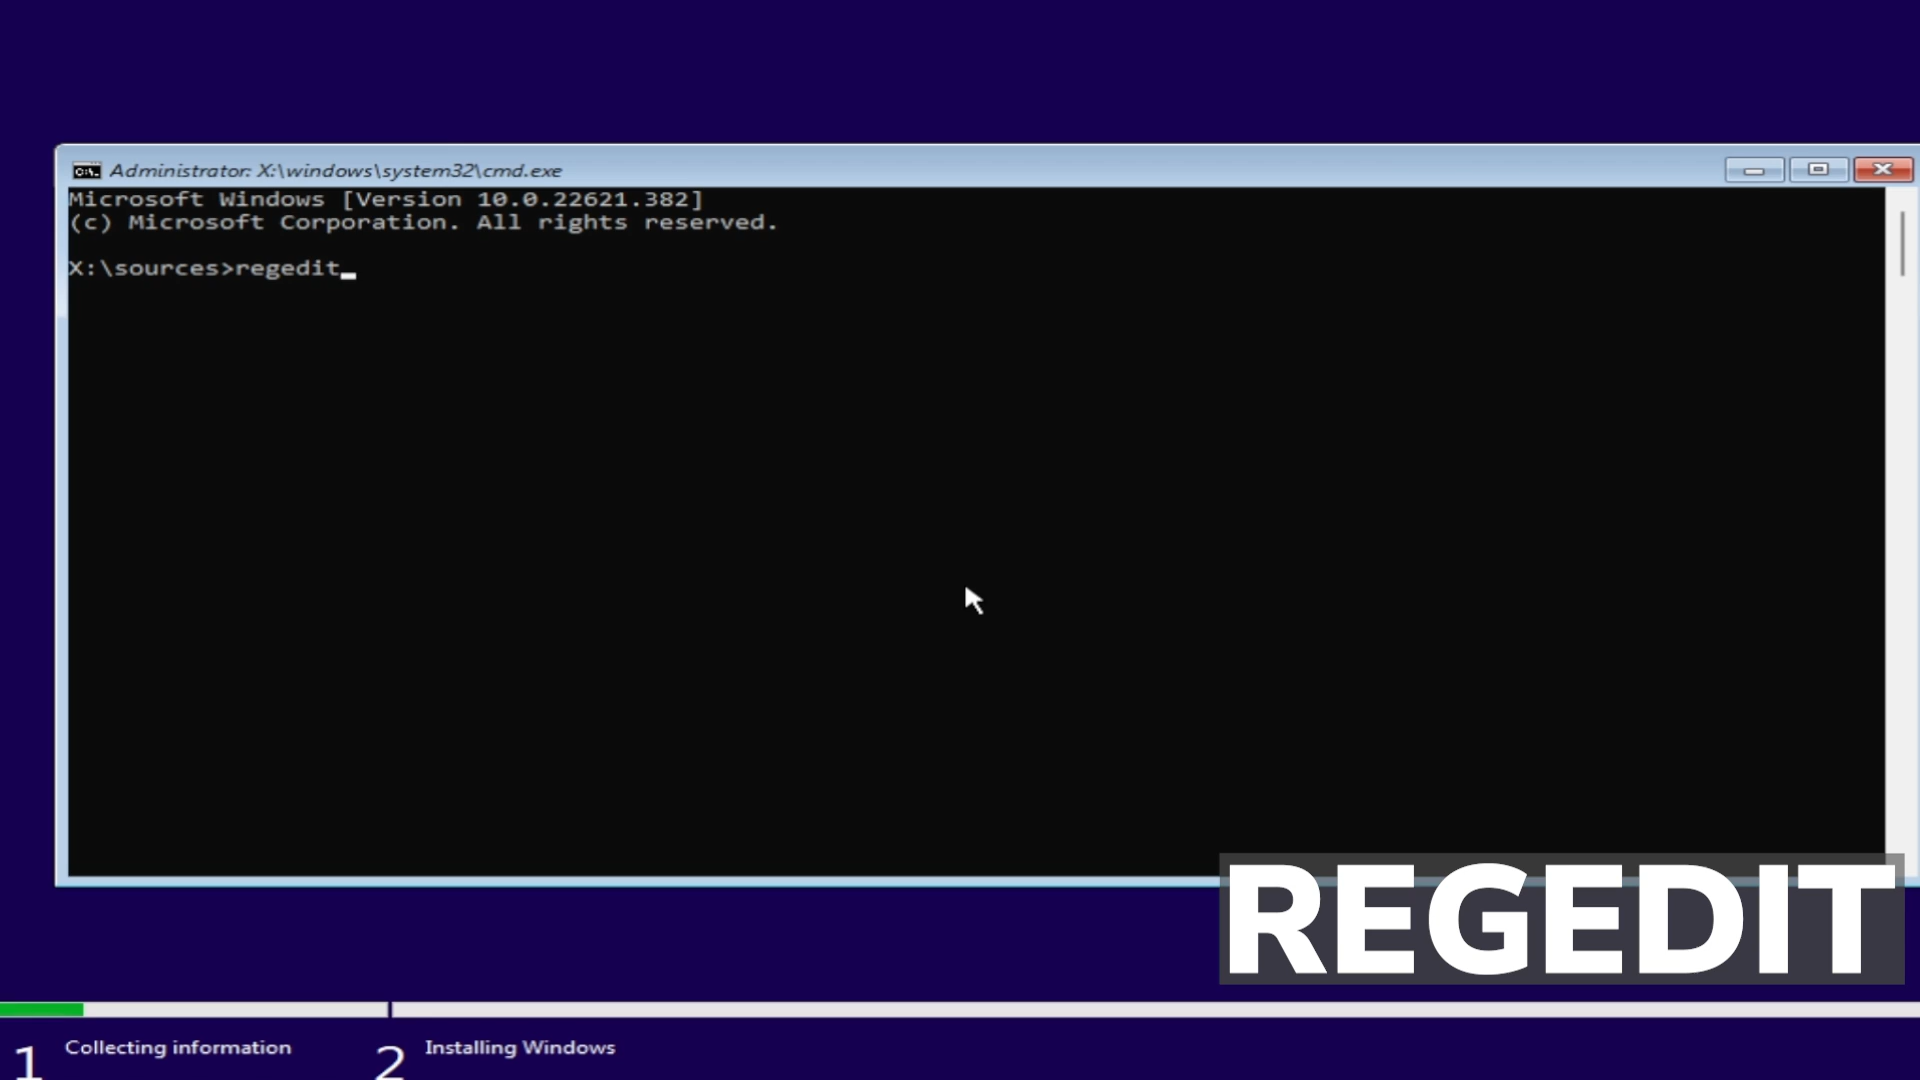 Administrator: X:\windows\system32\cmd.exe
Microsoft Windows [Version 10.0.22621.382]
(c) Microsoft Corporation. All rights reserved.
X:\sources>regedit_
REGEDIT
1 Collecting information
2 Installing Windows